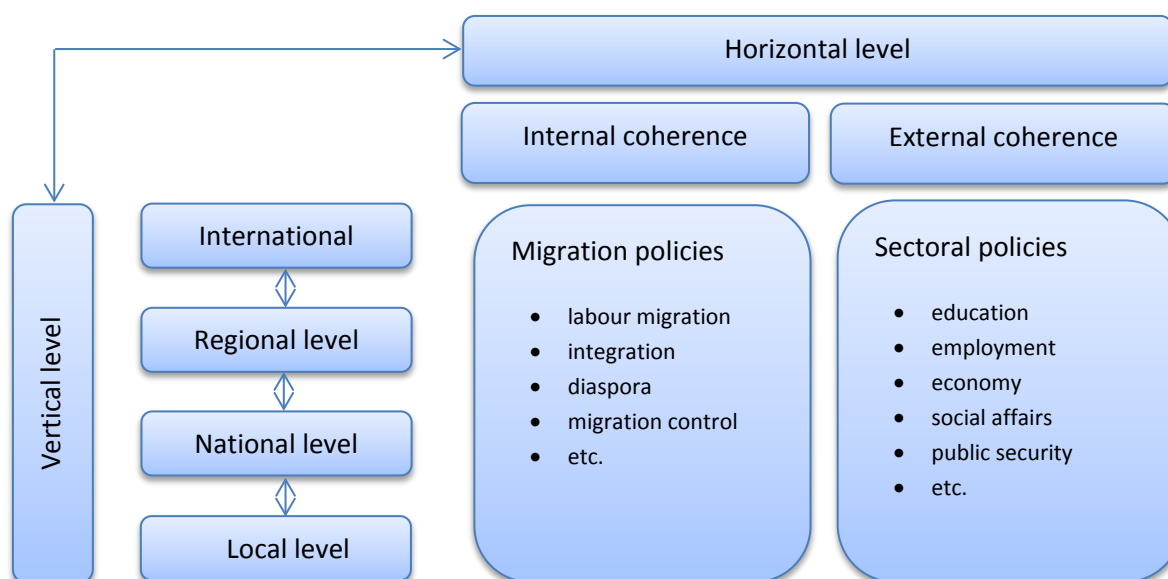 Horizontal level
Internal coherence
External coherence
Vertical level
International
Regional level
National level
Local level
Migration policies
• labour migration
• integration
• diaspora
• migration control
• etc.
Sectoral policies
• education
• employment
• economy
• social affairs
• public security
• etc.